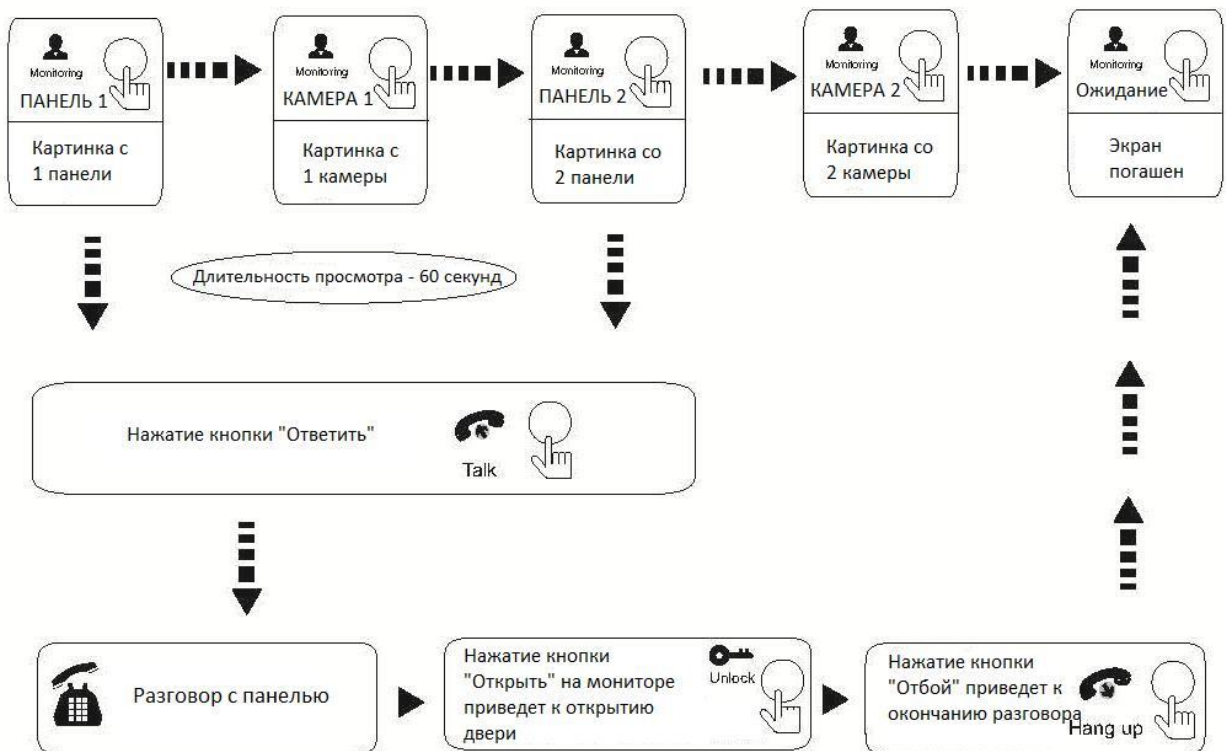 Monitoring
ПАНЕЛЬ 1
Картинка с
1 панели
Monitoring
КАМЕРА 1
Картинка с
1 камеры
Monitoring
ПАНЕЛЬ 2
Картинка со
2 панели
Monitoring
КАМЕРА 2
Картинка со
2 камеры
Monitoring
Ожидание
Экран
погашен
Длительность просмотра - 60 секунд
Нажатие кнопки "Ответить"
Talk
Разговор с панелью
Нажатие кнопки
"Открыть" на мониторе
приведет к открытию
двери
Unlock
Нажатие кнопки
"Отбой" приведет к
окончанию разговора
Hang up